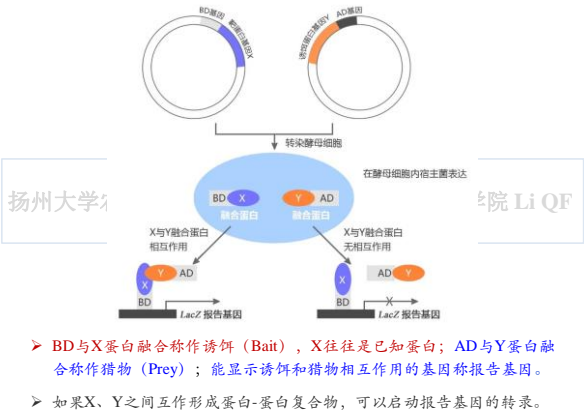 BD基因
靶蛋白基因X
诱饵蛋白基因Y
AD基因
转染酵母细胞
在酵母细胞内宿主菌表达
扬州大学农
学院 Li QF
BD X
融合蛋白
Y AD
融合蛋白
X与Y融合蛋白
相互作用
X与Y融合蛋白
无相互作用
X Y AD
BD
LacZ 报告基因
X AD Y
BD
X
LacZ 报告基因
➢ BD与X蛋白融合称作诱饵（Bait），X往往是已知蛋白；AD与Y蛋白融
合称作猎物（Prey）；能显示诱饵和猎物相互作用的基因称报告基因。
➢ 如果X、Y之间互作形成蛋白-蛋白复合物，可以启动报告基因的转录。